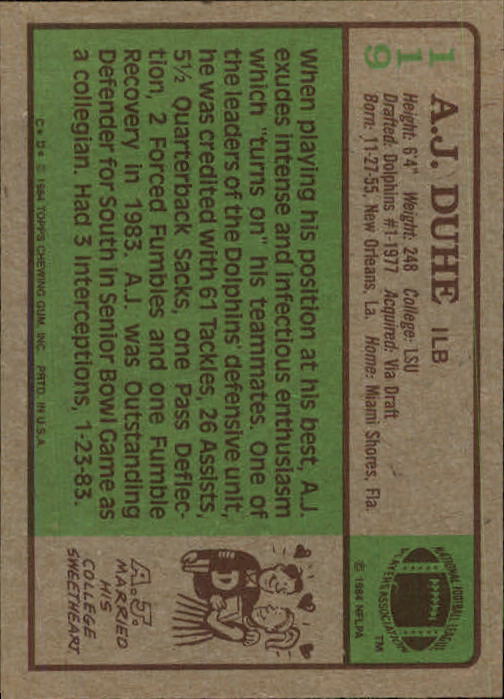 119
A.J. DUHE ILB
Height: 6'4" Weight: 248 College: LSU
Drafted: Dolphins #1-1977 Acquired: Via Draft
Born: 11-27-55, New Orleans, La. Home: Miami Shores, Fla.
NATIONAL FOOTBALL LEAGUE
PLAYERS ASSOCIATION
TM
© 1984 NFLPA
When playing his position at his best, A.J.
exudes intense and infectious enthusiasm
which "turns on" his teammates. One of
the leaders of the Dolphins' defensive unit,
he was credited with 61 Tackles, 26 Assists,
5½ Quarterback Sacks, one Pass Deflec-
tion, 2 Forced Fumbles and one Fumble
Recovery in 1983. A.J. was Outstanding
Defender for South in Senior Bowl Game as
a collegian. Had 3 Interceptions, 1-23-83.
D
A.J.
MARRIED
HIS
COLLEGE
SWEETHEART
© 1984 TOPPS CHEWING GUM, INC. PRTD. IN U.S.A.